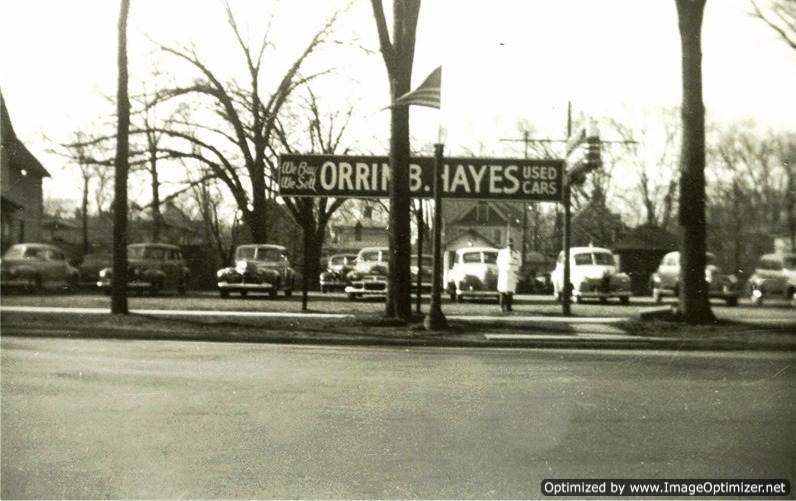 We Buy
We Sell
ORRIN B. HAYES
USED
CARS
Optimized by www.ImageOptimizer.net